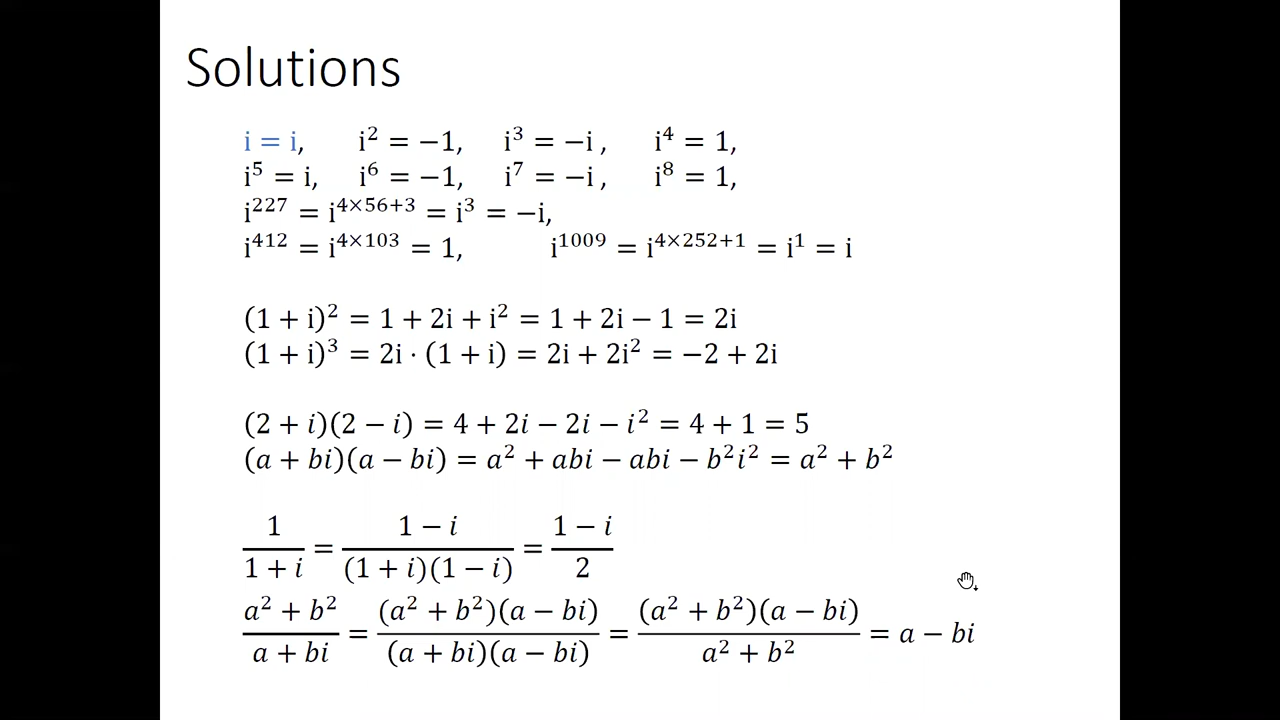 Solutions
i = i, i² = −1, i³ = −i , i⁴ = 1,
i⁵ = i, i⁶ = −1, i⁷ = −i , i⁸ = 1,
i²²⁷ = i⁴ˣ⁵⁶⁺³ = i³ = −i,
i⁴¹² = i⁴ˣ¹⁰³ = 1, i¹⁰⁰⁹ = i⁴ˣ²⁵²⁺¹ = i¹ = i
(1 + i)² = 1 + 2i + i² = 1 + 2i − 1 = 2i
(1 + i)³ = 2i · (1 + i) = 2i + 2i² = −2 + 2i
(2 + i)(2 − i) = 4 + 2i − 2i − i² = 4 + 1 = 5
(a + bi)(a − bi) = a² + abi − abi − b²i² = a² + b²
1/(1 + i) = (1 − i)/((1 + i)(1 − i)) = (1 − i)/2
(a² + b²)/(a + bi) = ((a² + b²)(a − bi))/((a + bi)(a − bi)) = ((a² + b²)(a − bi))/(a² + b²) = a − bi